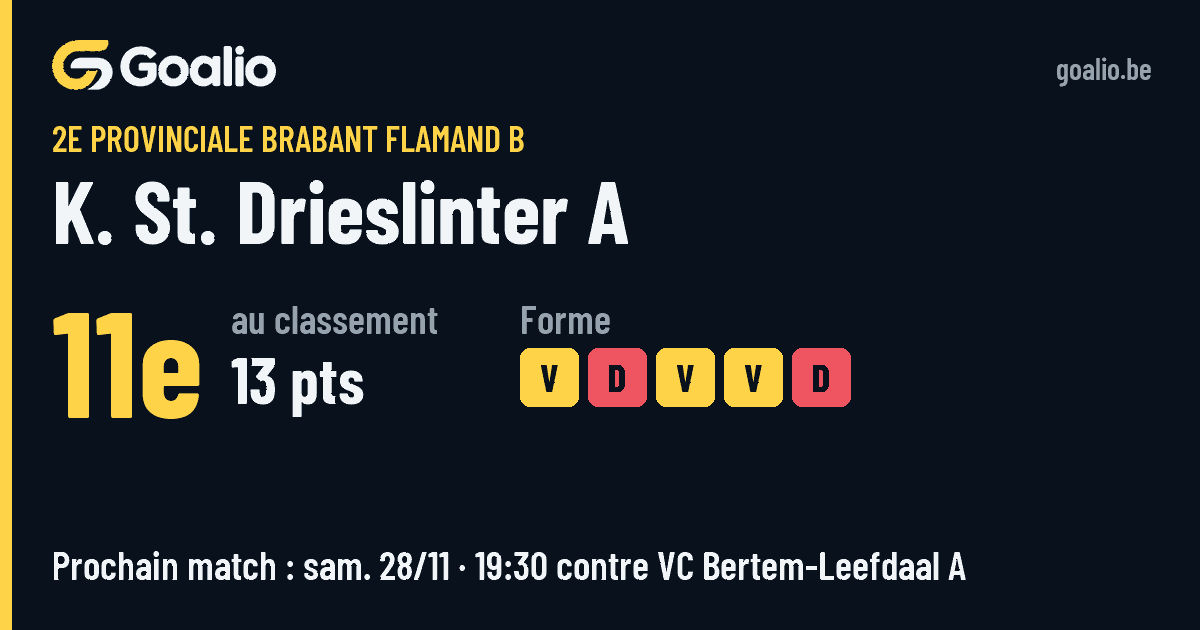 Goalio
goalio.be
2E PROVINCIALE BRABANT FLAMAND B
K. St. Drieslinter A
11e
au classement
13 pts
Forme
V D V V D
Prochain match : sam. 28/11 · 19:30 contre VC Bertem-Leefdaal A